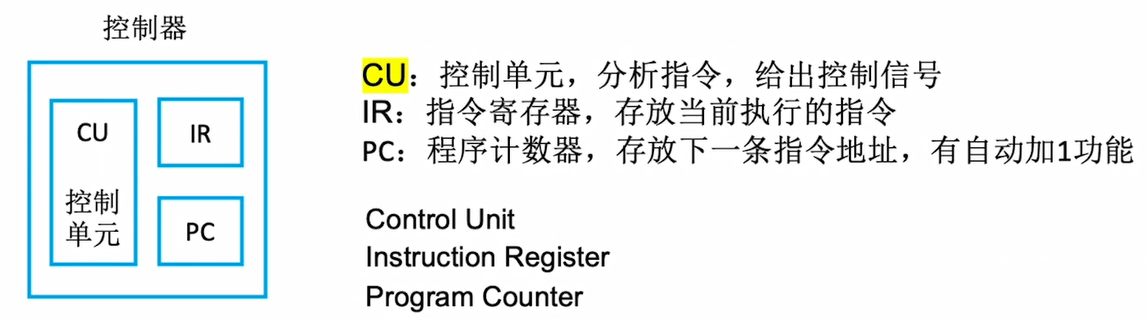 控制器
CU
控制
单元
IR
PC
CU：控制单元，分析指令，给出控制信号
IR：指令寄存器，存放当前执行的指令
PC：程序计数器，存放下一条指令地址，有自动加1功能
Control Unit
Instruction Register
Program Counter